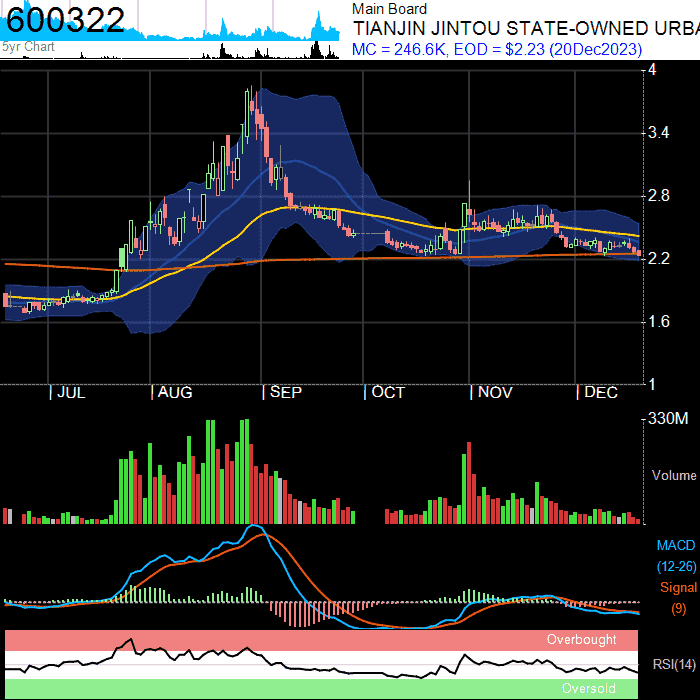 600322
5yr Chart
Main Board
TIANJIN JINTOU STATE-OWNED URBA
MC = 246.6K, EOD = $2.23 (20Dec2023)
4
3.4
2.8
2.2
1.6
1
JUL
AUG
SEP
OCT
NOV
DEC
330M
Volume
MACD
(12-26)
Signal
(9)
Overbought
RSI(14)
Oversold